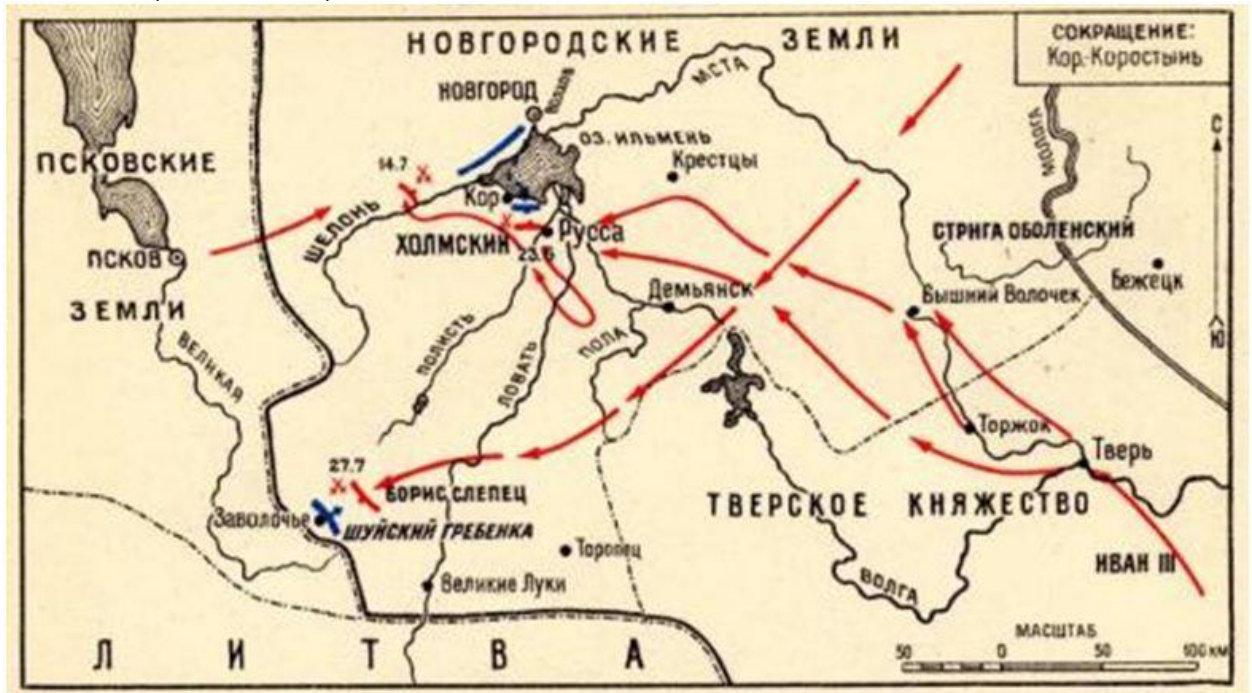 НОВГОРОДСКИЕ ЗЕМЛИ
СОКРАЩЕНИЕ:
Кор.-Коростынь
МСТА
НОВГОРОД
Волхов
ОЗ. ИЛЬМЕНЬ
МОЛОГА
С
ПСКОВСКИЕ
14.7
Крестцы
Кор
ШЕЛОНЬ
ХОЛМСКИЙ
Русса
СТРИГА ОБОЛЕНСКИЙ
ПСКОВ
Бежецк
ЗЕМЛИ
Демьянск
Вышний Волочек
Ю
ВЕЛИКАЯ
ПОЛИСТЬ
ЛОВАТЬ
ПОЛА
Торжок
Тверь
27.7
БОРИС СЛЕПЕЦ
ТВЕРСКОЕ КНЯЖЕСТВО
Заволочье
ШУЙСКИЙ ГРЕБЕНКА
Торопец
ИВАН III
Великие Луки
ВОЛГА
МАСШТАБ
ЛИТВА
50 0 50 100 км